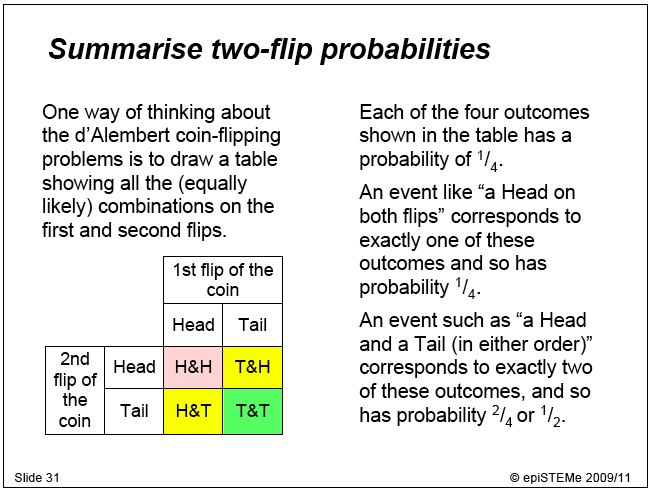 Summarise two-flip probabilities
One way of thinking about
the d’Alembert coin-flipping
problems is to draw a table
showing all the (equally
likely) combinations on the
first and second flips.
1st flip of the
coin
Head Tail
2nd
flip of
the
coin
Head H&H T&H
Tail H&T T&T
Each of the four outcomes
shown in the table has a
probability of 1/4.
An event like “a Head on
both flips” corresponds to
exactly one of these
outcomes and so has
probability 1/4.
An event such as “a Head
and a Tail (in either order)”
corresponds to exactly two
of these outcomes, and so
has probability 2/4 or 1/2.
Slide 31
© epiSTEMe 2009/11